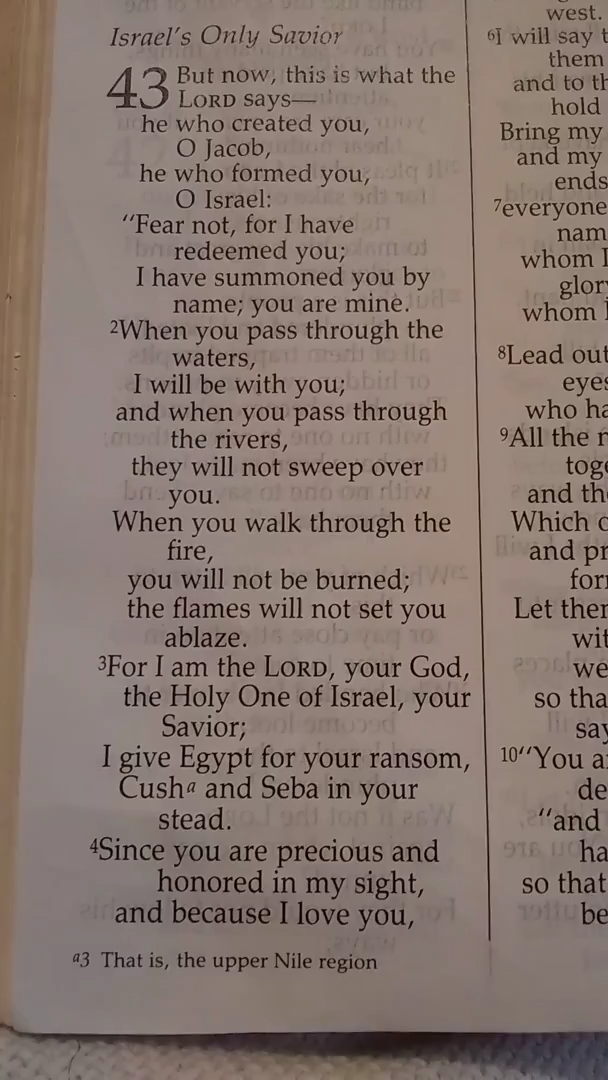 Israel's Only Savior
43 But now, this is what the
LORD says—
he who created you,
O Jacob,
he who formed you,
O Israel:
“Fear not, for I have
redeemed you;
I have summoned you by
name; you are mine.
2When you pass through the
waters,
I will be with you;
and when you pass through
the rivers,
they will not sweep over
you.
When you walk through the
fire,
you will not be burned;
the flames will not set you
ablaze.
3For I am the LORD, your God,
the Holy One of Israel, your
Savior;
I give Egypt for your ransom,
Cusha and Seba in your
stead.
4Since you are precious and
honored in my sight,
and because I love you,
a3 That is, the upper Nile region
west.
6I will say t
them
and to th
hold
Bring my
and my
ends
7everyone
nam
whom I
glory
whom I
8Lead out
eyes
who ha
9All the n
toge
and the
Which o
and pr
for
Let ther
wit
we
so tha
say
10“You a
de
“and
ha
so that
be